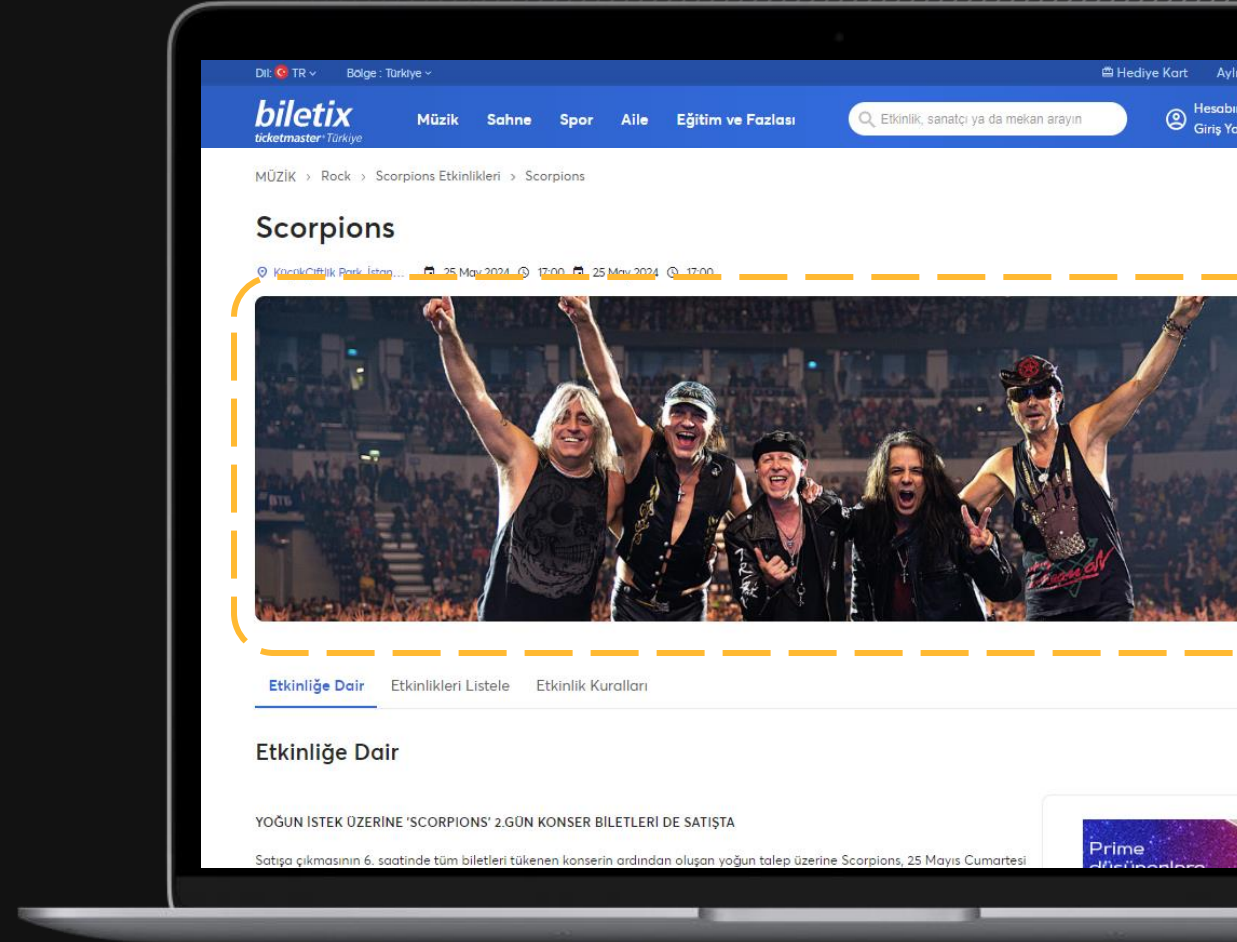 Dil: TR Bölge : Türkiye Hediye Kart
biletix
ticketmaster Türkiye
Müzik Sahne Spor Aile Eğitim ve Fazlası
Etkinlik, sanatçı ya da mekan arayın
Giriş
MÜZİK > Rock > Scorpions Etkinlikleri > Scorpions
Scorpions
KüçükÇiftlik Park, İstan... 25 May 2024 17:00 25 May 2024 17:00
Etkinliğe Dair Etkinlikleri Listele Etkinlik Kuralları
Etkinliğe Dair
YOĞUN İSTEK ÜZERİNE 'SCORPIONS' 2.GÜN KONSER BİLETLERİ DE SATIŞTA
Satışa çıkmasının 6. saatinde tüm biletleri tükenen konserin ardından oluşan yoğun talep üzerine Scorpions, 25 Mayıs Cumartesi
Prime